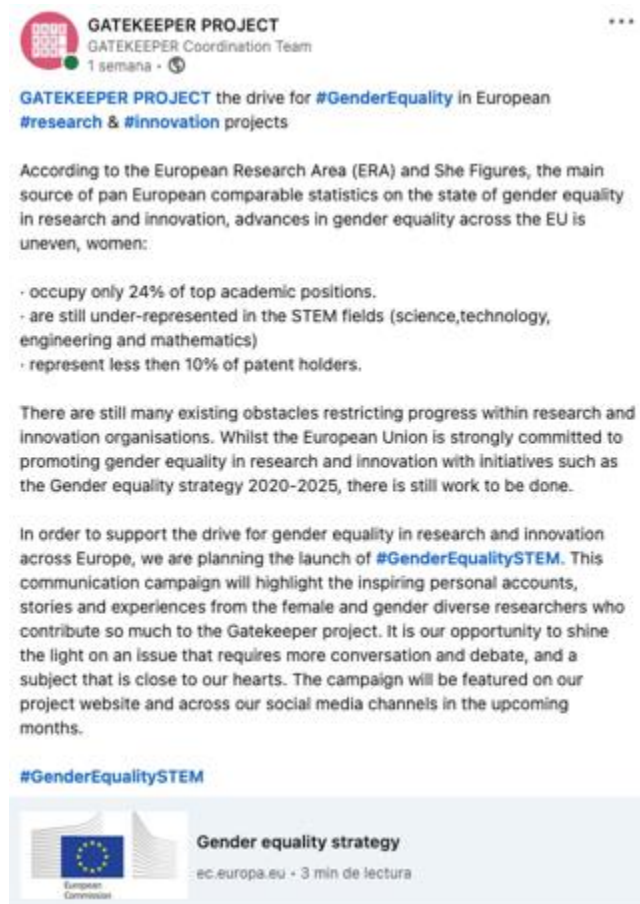 GATEKEEPER PROJECT
GATEKEEPER Coordination Team
1 semana •
GATEKEEPER PROJECT the drive for #GenderEquality in European
#research & #innovation projects
According to the European Research Area (ERA) and She Figures, the main
source of pan European comparable statistics on the state of gender equality
in research and innovation, advances in gender equality across the EU is
uneven, women:
· occupy only 24% of top academic positions.
· are still under-represented in the STEM fields (science,technology,
engineering and mathematics)
· represent less then 10% of patent holders.
There are still many existing obstacles restricting progress within research and
innovation organisations. Whilst the European Union is strongly committed to
promoting gender equality in research and innovation with initiatives such as
the Gender equality strategy 2020-2025, there is still work to be done.
In order to support the drive for gender equality in research and innovation
across Europe, we are planning the launch of #GenderEqualitySTEM. This
communication campaign will highlight the inspiring personal accounts,
stories and experiences from the female and gender diverse researchers who
contribute so much to the Gatekeeper project. It is our opportunity to shine
the light on an issue that requires more conversation and debate, and a
subject that is close to our hearts. The campaign will be featured on our
project website and across our social media channels in the upcoming
months.
#GenderEqualitySTEM
European
Commission
Gender equality strategy
ec.europa.eu • 3 min de lectura